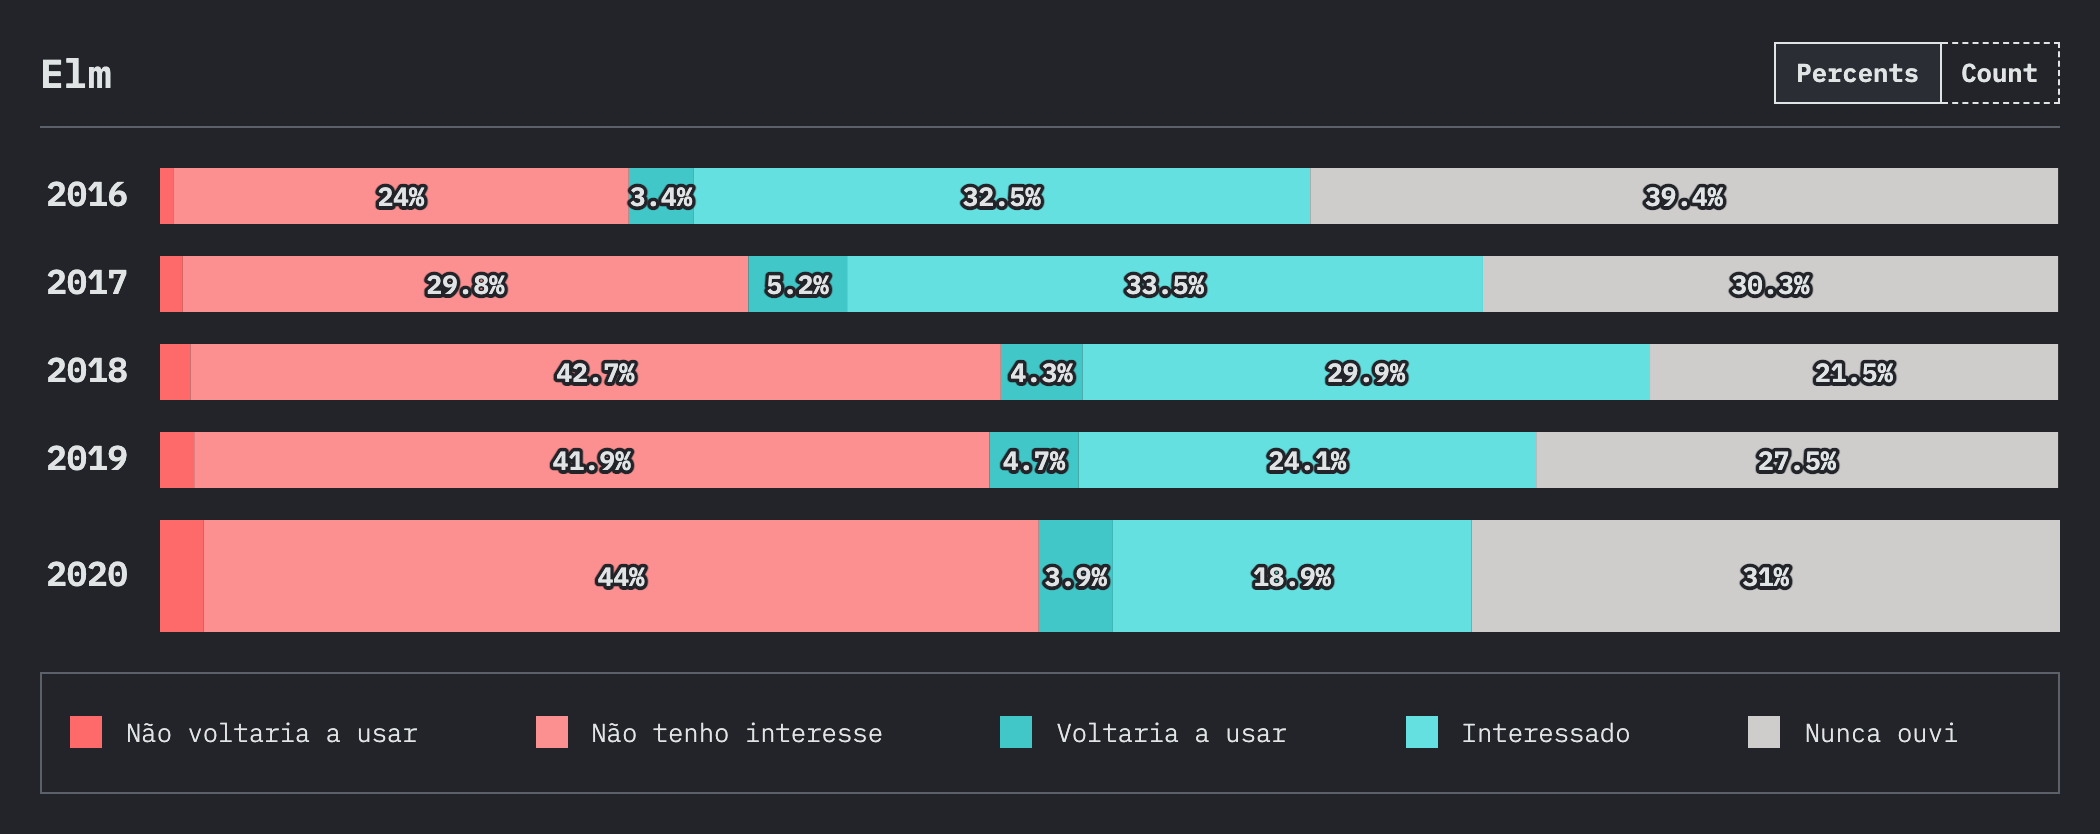 Elm
Percents Count
2016 24% 3.4% 32.5% 39.4%
2017 29.8% 5.2% 33.5% 30.3%
2018 42.7% 4.3% 29.9% 21.5%
2019 41.9% 4.7% 24.1% 27.5%
2020 44% 3.9% 18.9% 31%
Não voltaria a usar Não tenho interesse Voltaria a usar Interessado Nunca ouvi